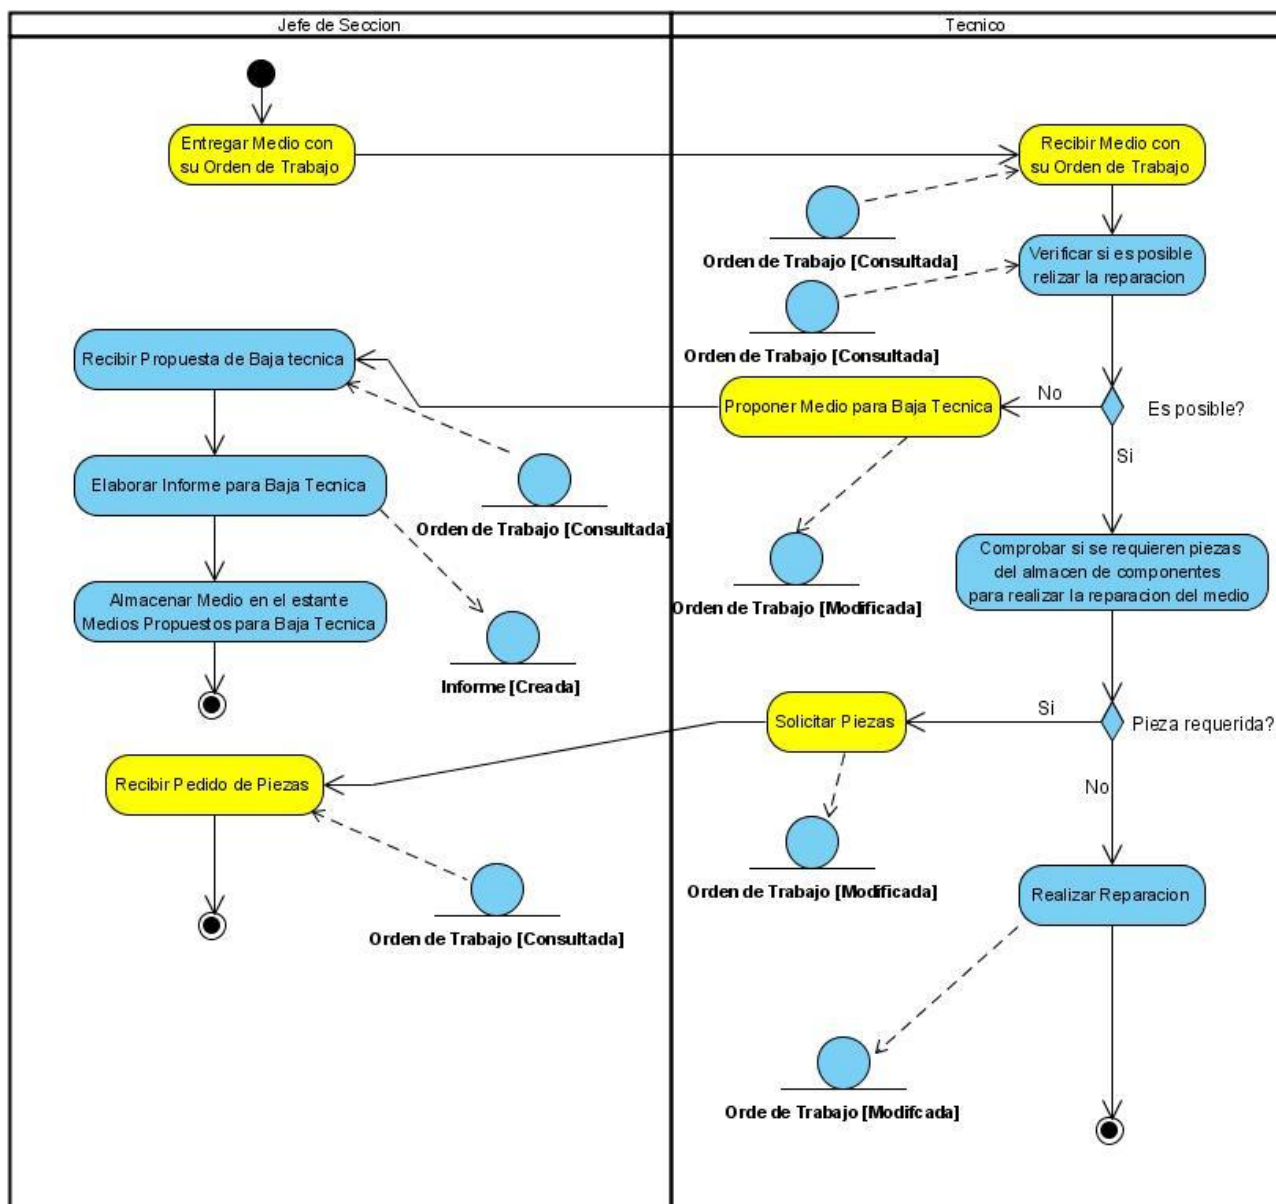 Jefe de Seccion
Tecnico
Entregar Medio con
su Orden de Trabajo
Recibir Medio con
su Orden de Trabajo
Orden de Trabajo [Consultada]
Verificar si es posible
relizar la reparacion
Orden de Trabajo [Consultada]
Recibir Propuesta de Baja tecnica
Proponer Medio para Baja Tecnica
No
Es posible?
Si
Elaborar Informe para Baja Tecnica
Orden de Trabajo [Consultada]
Comprobar si se requieren piezas
del almacen de componentes
para realizar la reparacion del medio
Almacenar Medio en el estante
Medios Propuestos para Baja Tecnica
Orden de Trabajo [Modificada]
Informe [Creada]
Solicitar Piezas
Si
Pieza requerida?
Recibir Pedido de Piezas
No
Orden de Trabajo [Modificada]
Realizar Reparacion
Orden de Trabajo [Consultada]
Orde de Trabajo [Modifcada]